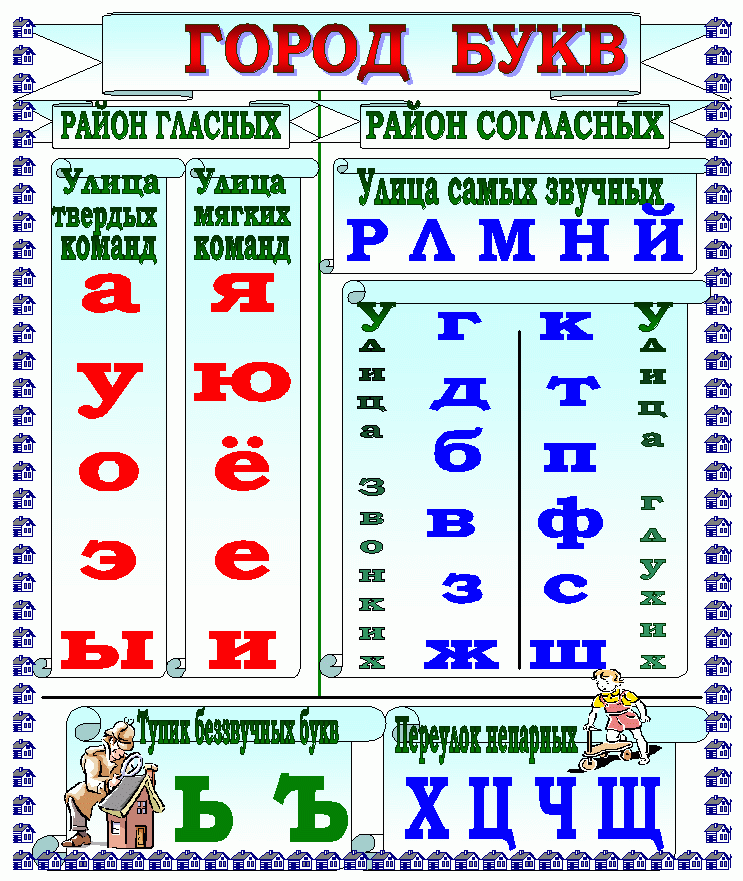 ГОРОД БУКВ
РАЙОН ГЛАСНЫХ
РАЙОН СОГЛАСНЫХ
Улица
твердых
команд
а
у
о
э
ы
Улица
мягких
команд
я
ю
ё
е
и
Улица самых звучных
Р Л М Н Й
Улица Звонких
г к
д т
б п
в ф
з с
ж ш
Улица глухих
Тупик беззвучных букв
Ь Ъ
Переулок непарных
Х Ц Ч Щ